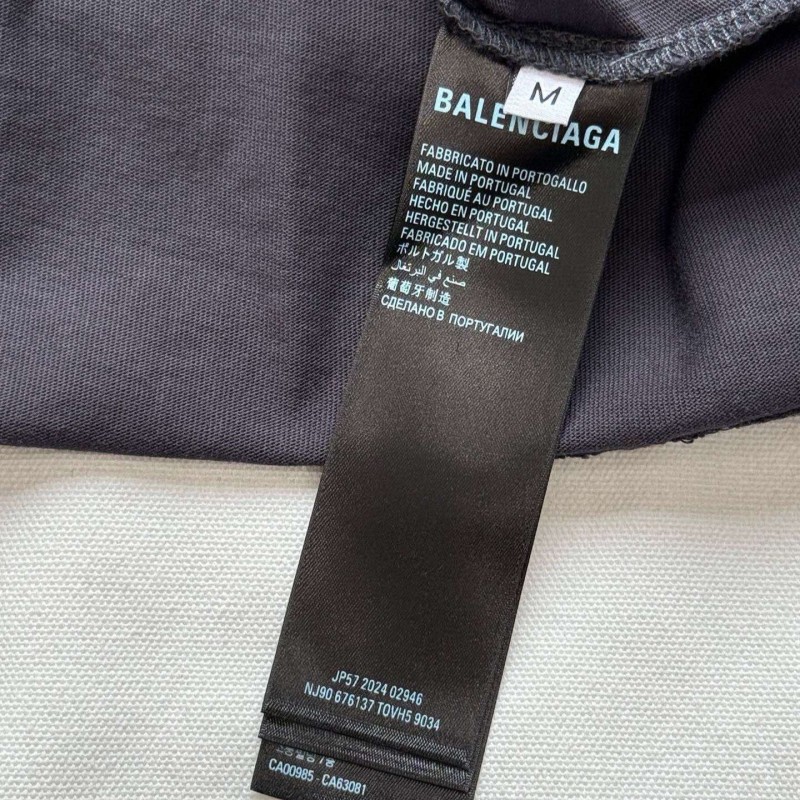 M
BALENCIAGA
FABBRICATO IN PORTOGALLO
MADE IN PORTUGAL
FABRIQUÉ AU PORTUGAL
HECHO EN PORTUGAL
HERGESTELLT IN PORTUGAL
FABRICADO EM PORTUGAL
ポルトガル製
صنع في البرتغال
葡萄牙制造
СДЕЛАНО В ПОРТУГАЛИИ
JP57 2024 02946
NJ90 676137 TOVH5 9034
CA00985 . CA63081